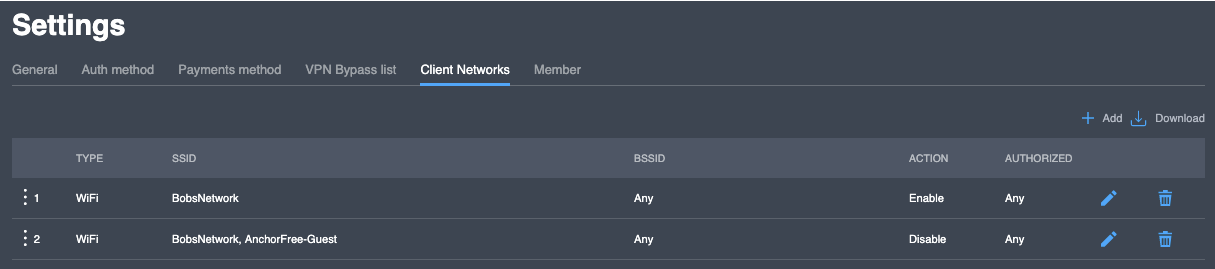 Settings
General Auth method Payments method VPN Bypass list Client Networks Member
Add Download
TYPE SSID BSSID ACTION AUTHORIZED
1 WiFi BobsNetwork Any Enable Any
2 WiFi BobsNetwork, AnchorFree-Guest Any Disable Any